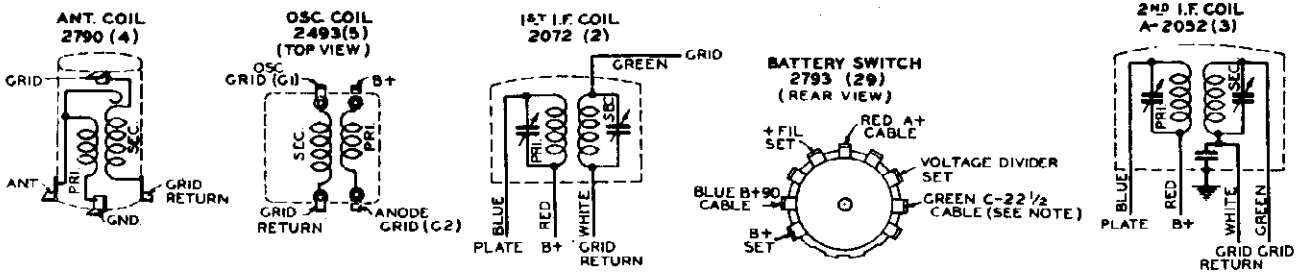 ANT. COIL
2790 (4)
GRID
SEC.
PRI.
ANT
GRID
RETURN
GND.
OSC. COIL
2493(5)
(TOP VIEW)
OSC
GRID (G1)
B+
SEC.
PRI.
GRID
RETURN
ANODE
GRID (G2)
1ST I.F. COIL
2072 (2)
GREEN
GRID
PRI.
SEC.
BLUE
RED
WHITE
PLATE
B+
GRID
RETURN
BATTERY SWITCH
2793 (29)
(REAR VIEW)
+ FIL
SET
RED A+
CABLE
VOLTAGE DIVIDER
SET
BLUE B+90
CABLE
GREEN C-22 1/2
CABLE (SEE NOTE)
B+
SET
2ND I.F. COIL
A-2052(3)
PRI.
SEC.
BLUE
RED
WHITE
GREEN
PLATE
B+
GRID GRID
RETURN